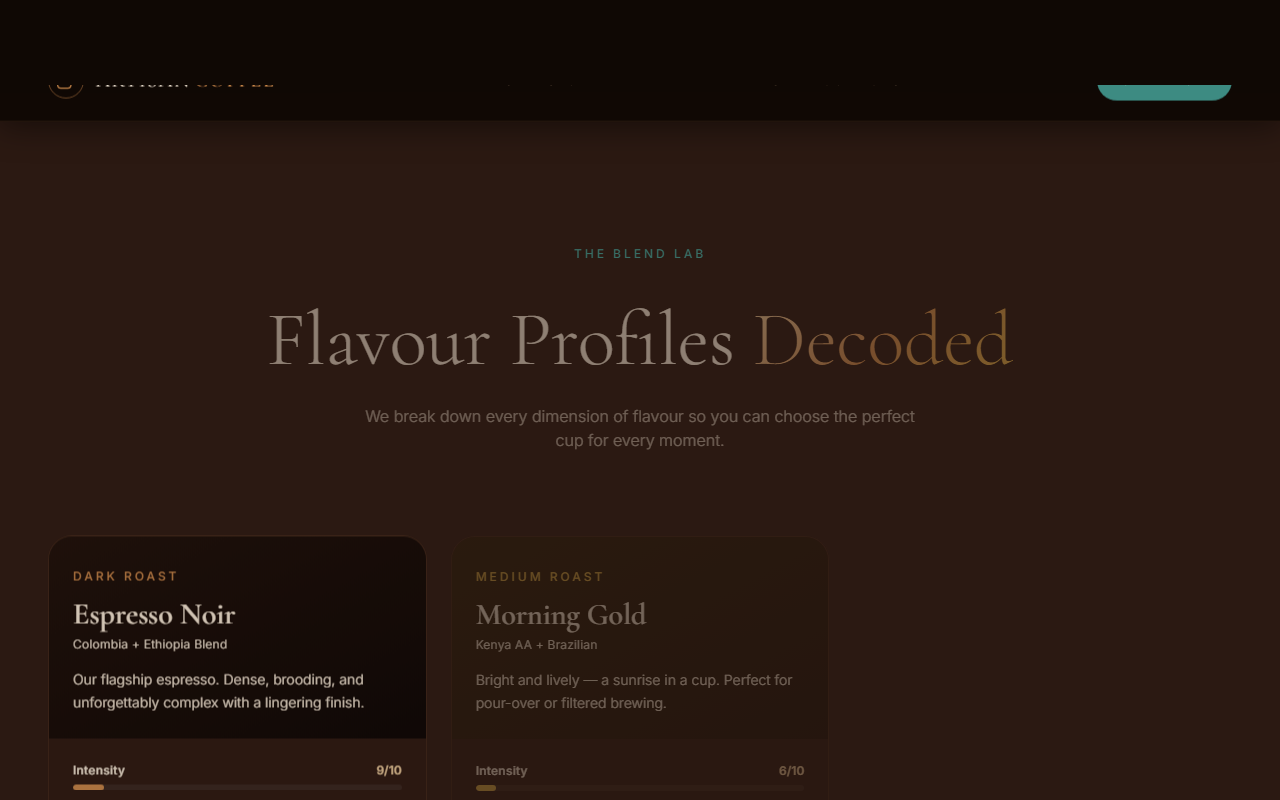 THE BLEND LAB
Flavour Profiles Decoded
We break down every dimension of flavour so you can choose the perfect
cup for every moment.
DARK ROAST
Espresso Noir
Colombia + Ethiopia Blend
Our flagship espresso. Dense, brooding, and
unforgettably complex with a lingering finish.
Intensity 9/10
MEDIUM ROAST
Morning Gold
Kenya AA + Brazilian
Bright and lively — a sunrise in a cup. Perfect for
pour-over or filtered brewing.
Intensity 6/10